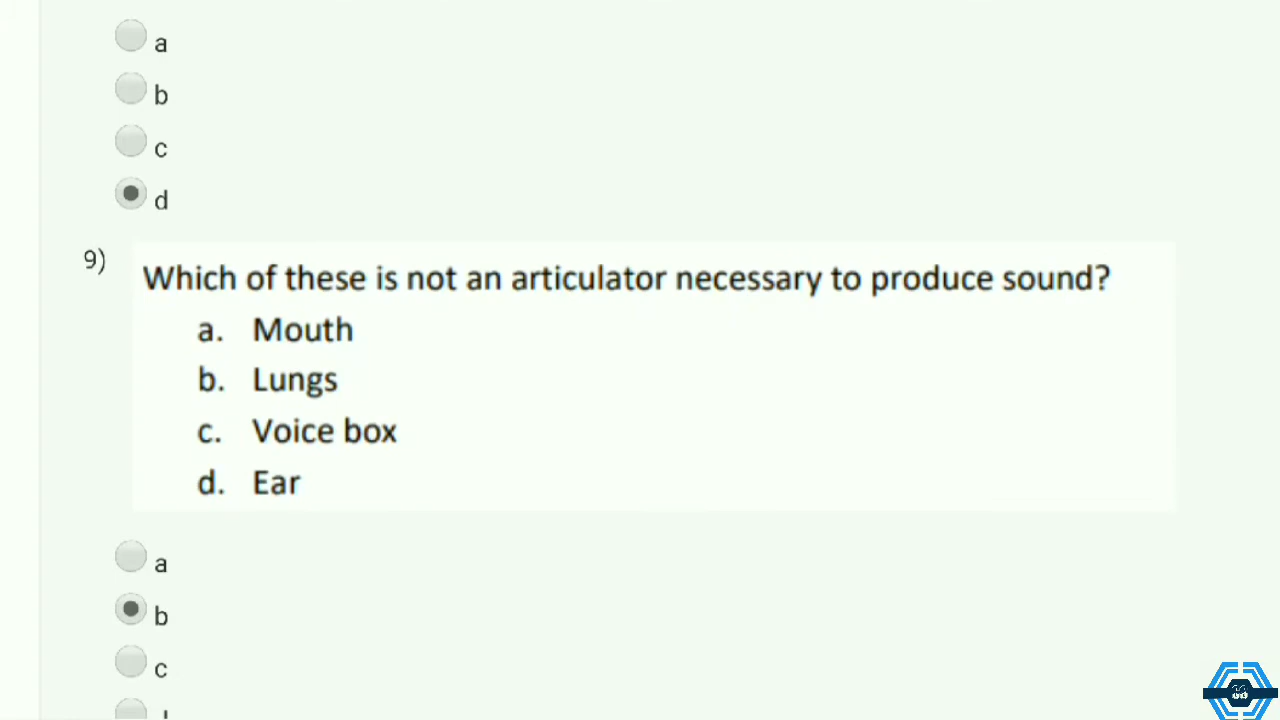 a
b
c
d
9)
Which of these is not an articulator necessary to produce sound?
a. Mouth
b. Lungs
c. Voice box
d. Ear
a
b
c